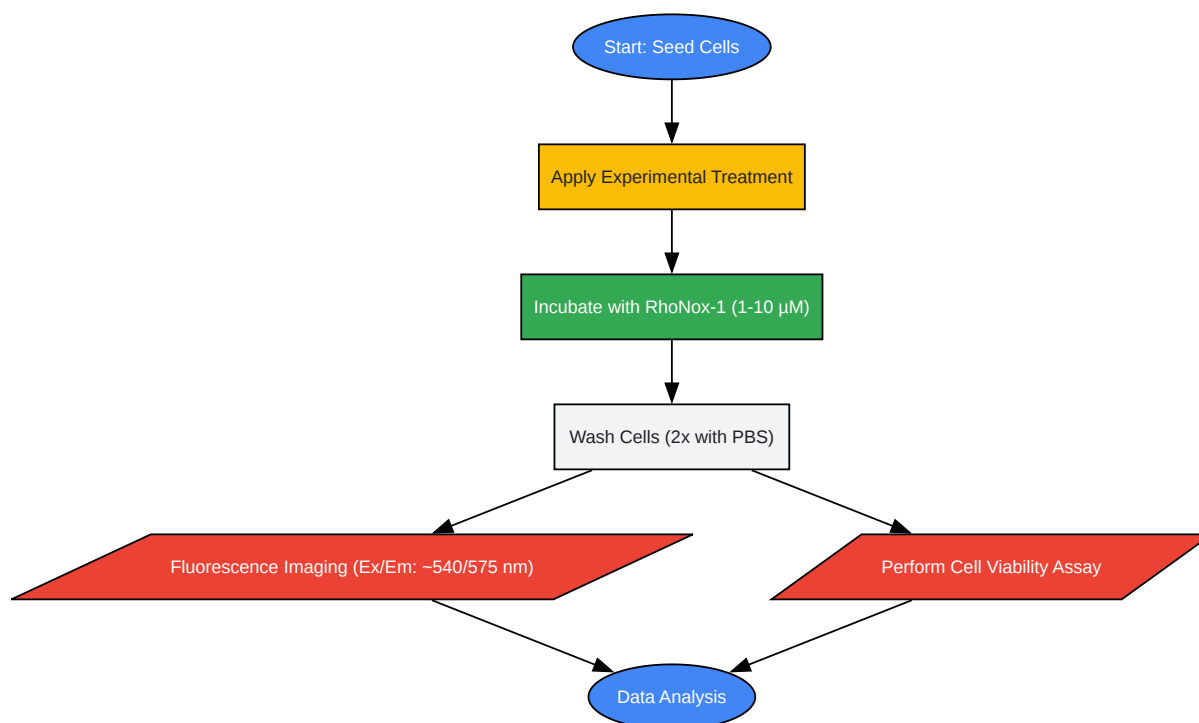 Start: Seed Cells
Apply Experimental Treatment
Incubate with RhoNox-1 (1-10 µM)
Wash Cells (2x with PBS)
Fluorescence Imaging (Ex/Em: ~540/575 nm)
Perform Cell Viability Assay
Data Analysis